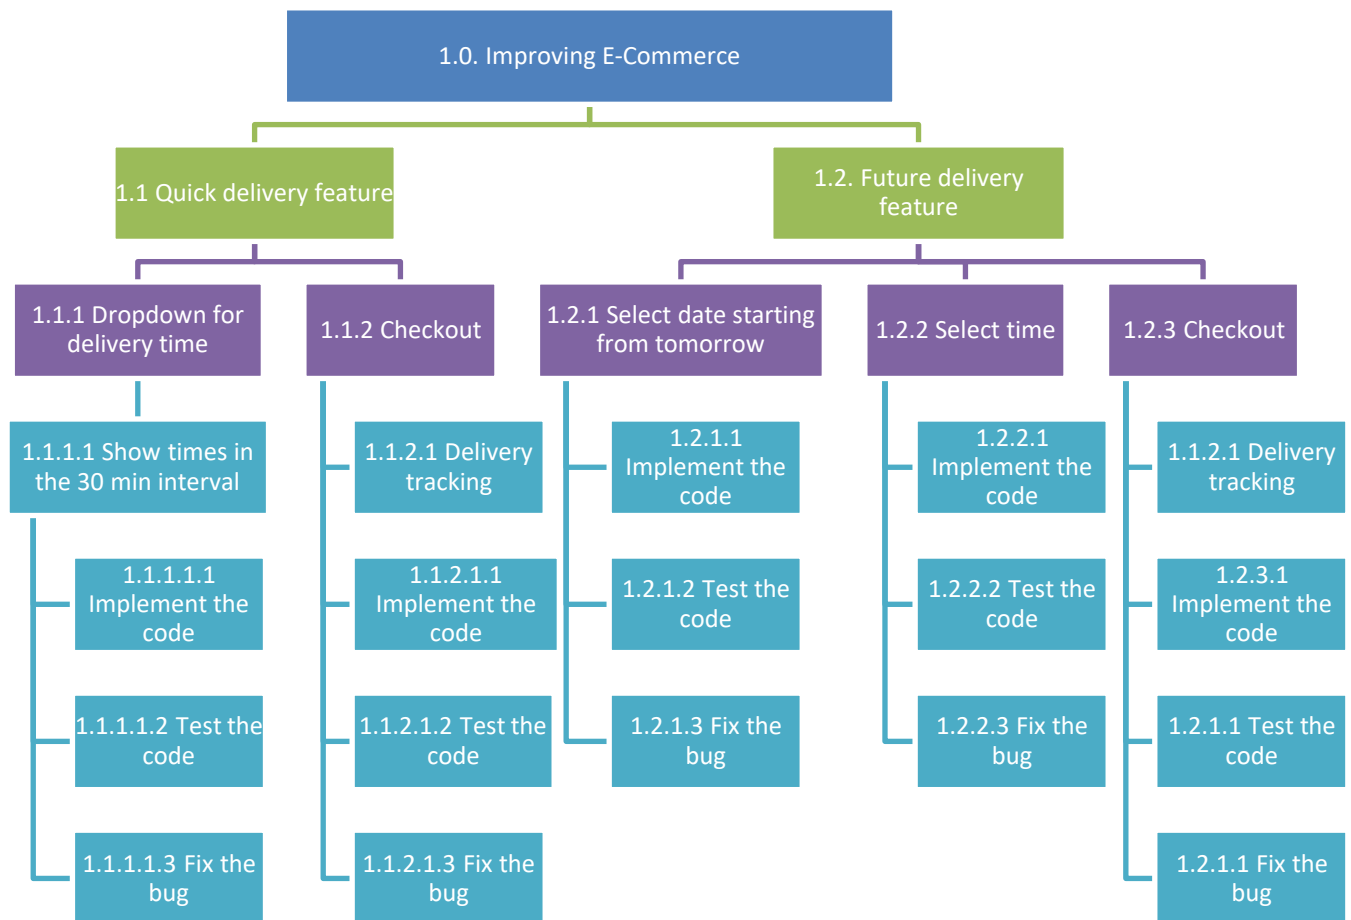 1.0. Improving E-Commerce
1.1 Quick delivery feature
1.2. Future delivery
feature
1.1.1 Dropdown for
delivery time
1.1.2 Checkout
1.2.1 Select date starting
from tomorrow
1.2.2 Select time
1.2.3 Checkout
1.1.1.1 Show times in
the 30 min interval
1.1.2.1 Delivery
tracking
1.2.1.1
Implement the
code
1.2.2.1
Implement the
code
1.1.2.1 Delivery
tracking
1.1.1.1.1
Implement the
code
1.1.2.1.1
Implement the
code
1.2.1.2 Test the
code
1.2.2.2 Test the
code
1.2.3.1
Implement the
code
1.1.1.1.2 Test the
code
1.1.2.1.2 Test the
code
1.2.1.3 Fix the
bug
1.2.2.3 Fix the
bug
1.2.1.1 Test the
code
1.1.1.1.3 Fix the
bug
1.1.2.1.3 Fix the
bug
1.2.1.1 Fix the
bug